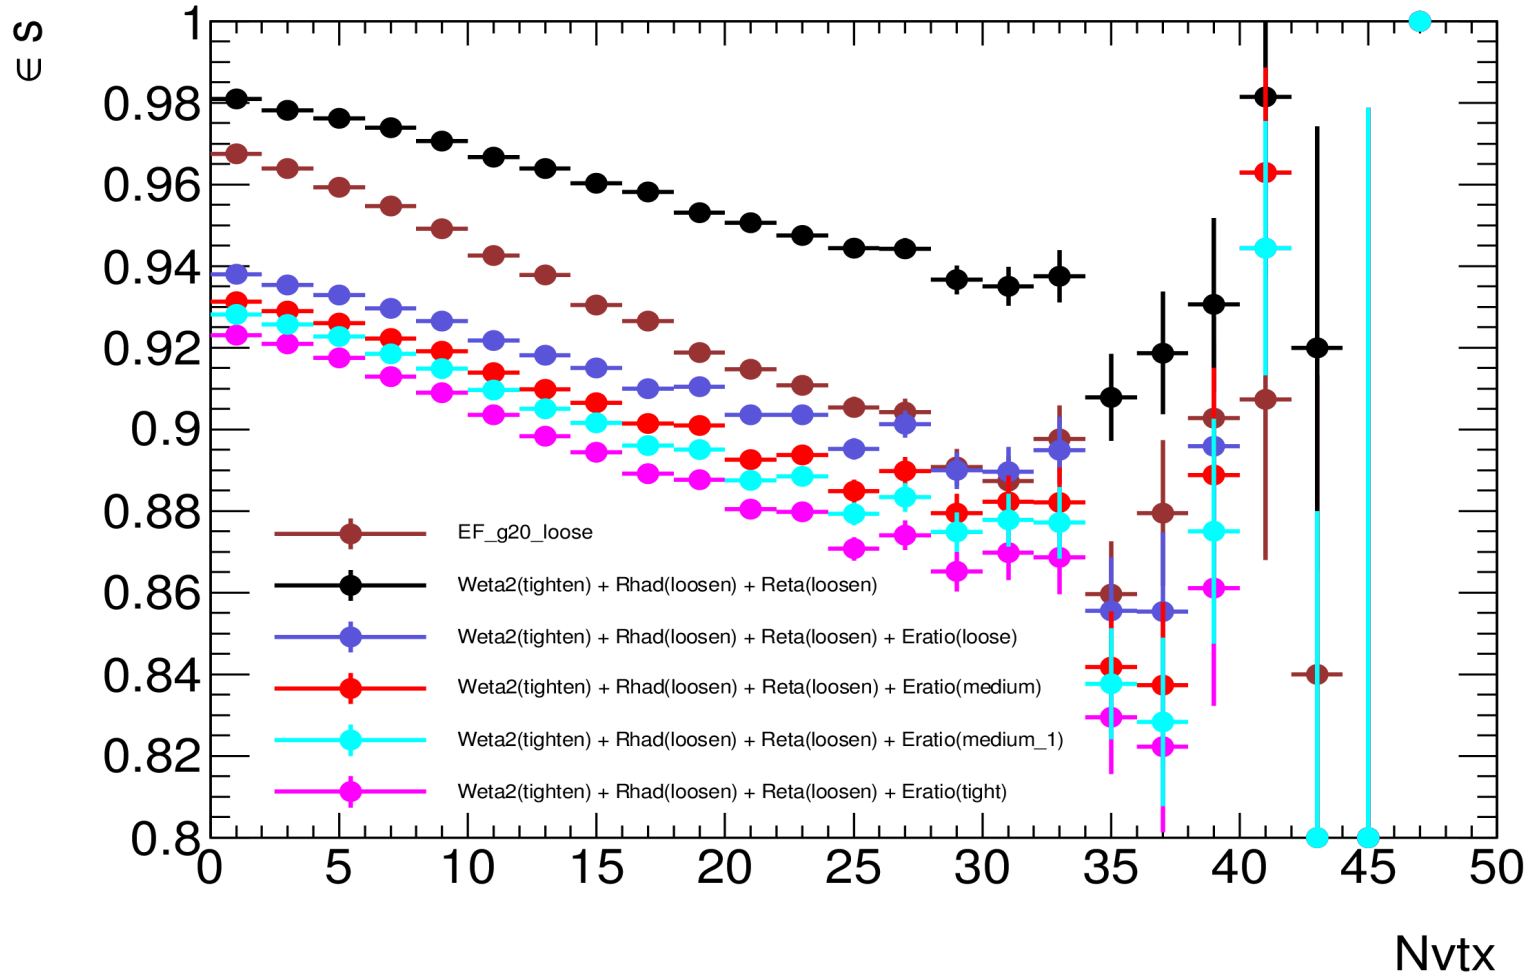 ϵ s
1
0.98
0.96
0.94
0.92
0.9
0.88
0.86
0.84
0.82
0.8
EF_g20_loose
Weta2(tighten) + Rhad(loosen) + Reta(loosen)
Weta2(tighten) + Rhad(loosen) + Reta(loosen) + Eratio(loose)
Weta2(tighten) + Rhad(loosen) + Reta(loosen) + Eratio(medium)
Weta2(tighten) + Rhad(loosen) + Reta(loosen) + Eratio(medium_1)
Weta2(tighten) + Rhad(loosen) + Reta(loosen) + Eratio(tight)
0 5 10 15 20 25 30 35 40 45 50
Nvtx